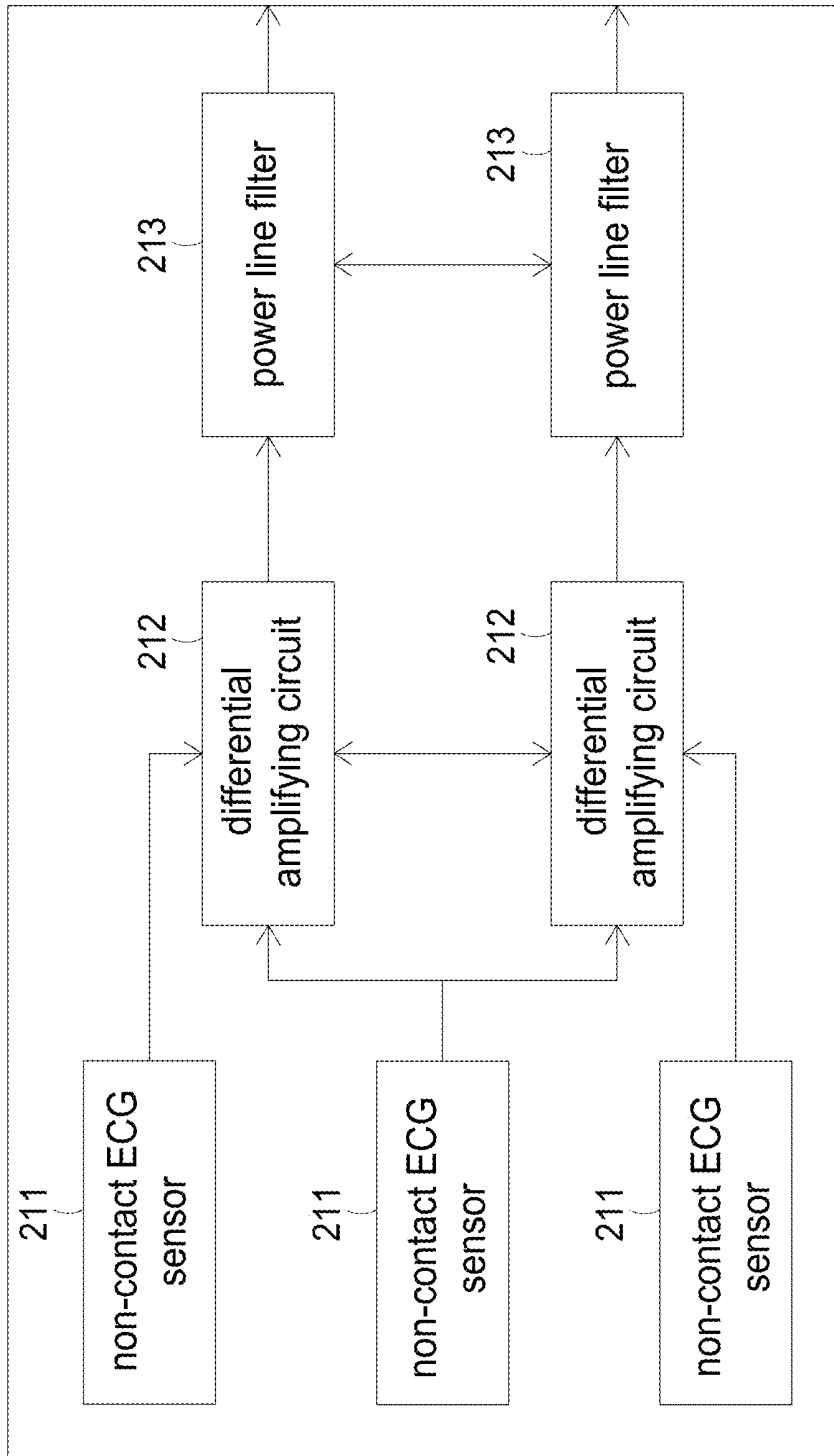 211
non-contact ECG
sensor
211
non-contact ECG
sensor
211
non-contact ECG
sensor
212
differential
amplifying circuit
212
differential
amplifying circuit
213
power line filter
213
power line filter